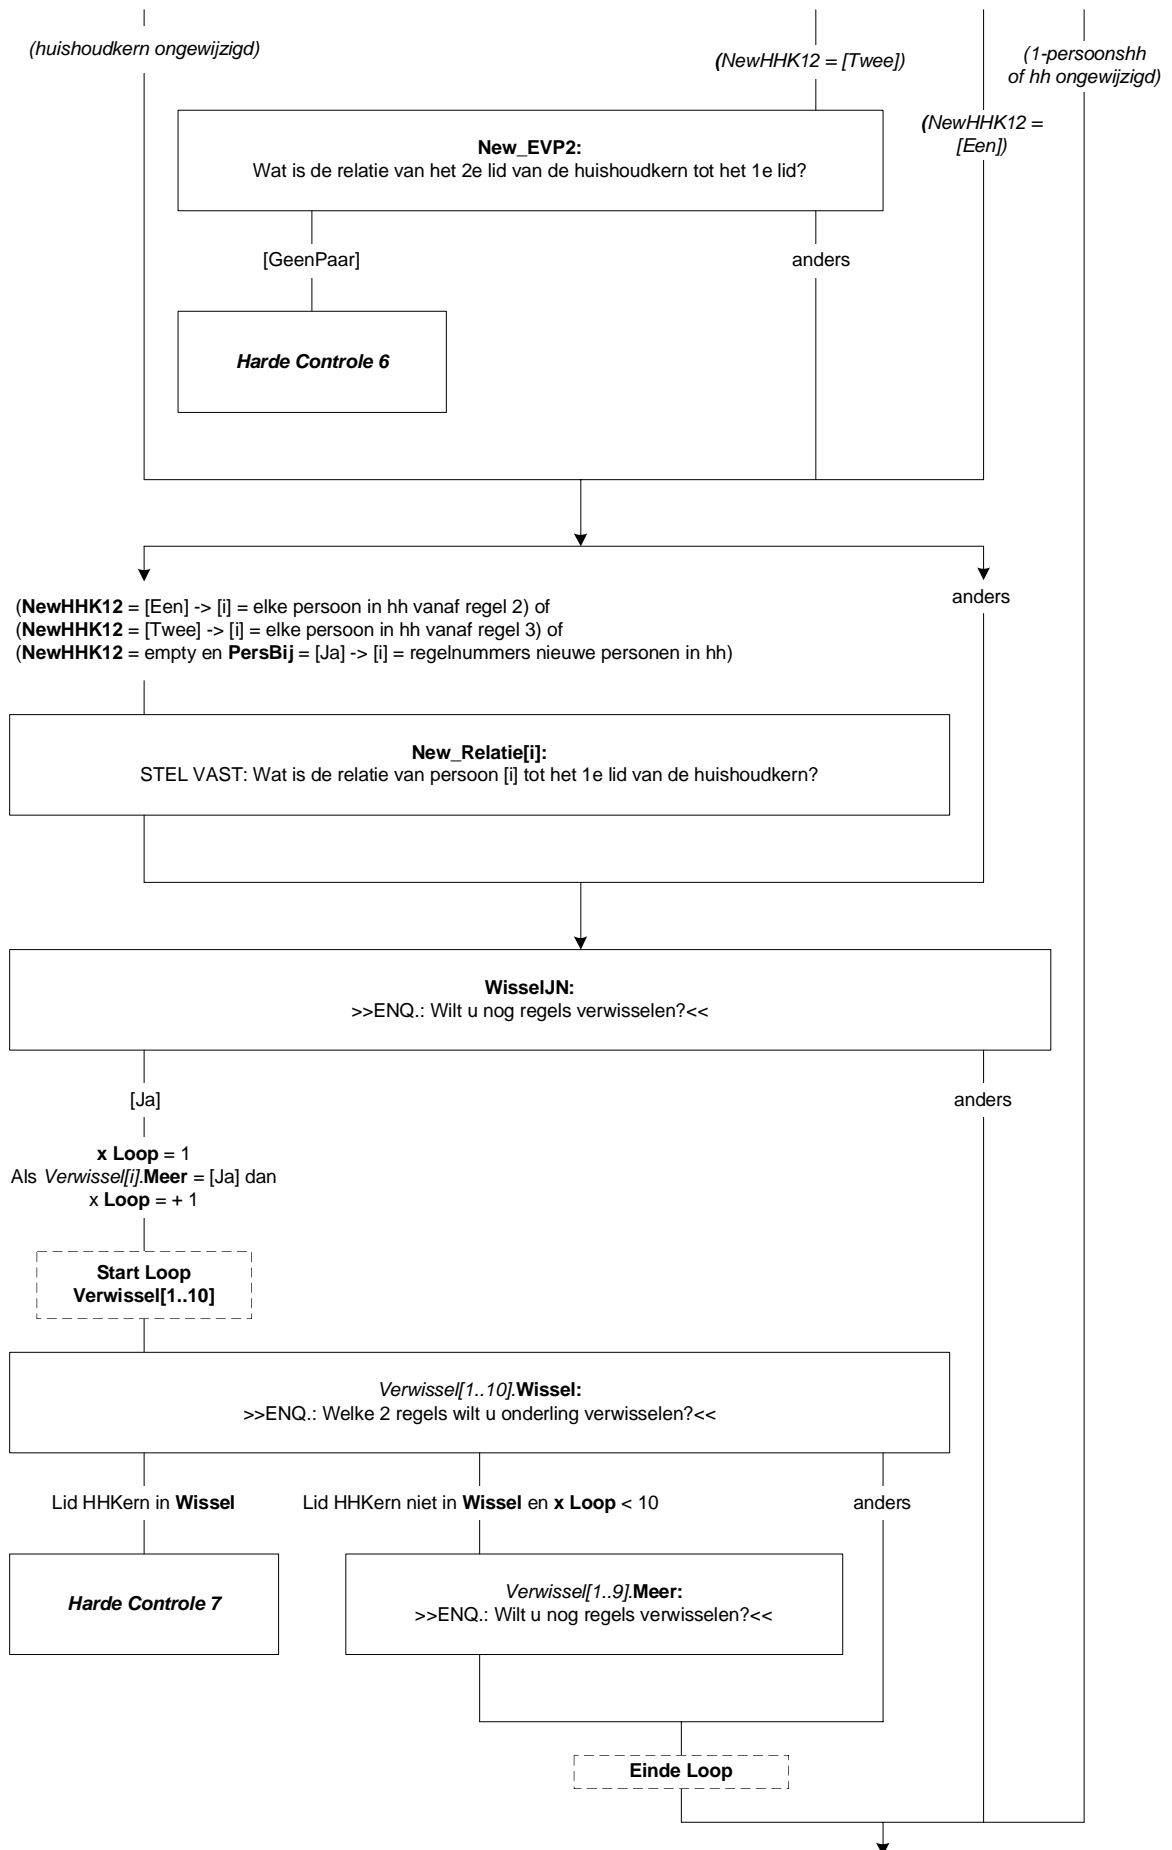 (huishoudkern ongewijzigd)
(NewHHK12 = [Twee])
(1-persoonshh
of hh ongewijzigd)
(NewHHK12 =
[Een])
New_EVP2:
Wat is de relatie van het 2e lid van de huishoudkern tot het 1e lid?
[GeenPaar]
anders
Harde Controle 6
(NewHHK12 = [Een] -> [i] = elke persoon in hh vanaf regel 2) of
(NewHHK12 = [Twee] -> [i] = elke persoon in hh vanaf regel 3) of
(NewHHK12 = empty en PersBij = [Ja] -> [i] = regelnummers nieuwe personen in hh)
anders
New_Relatie[i]:
STEL VAST: Wat is de relatie van persoon [i] tot het 1e lid van de huishoudkern?
WisselJN:
>>ENQ.: Wilt u nog regels verwisselen?<<
[Ja]
anders
x Loop = 1
Als Verwissel[i].Meer = [Ja] dan
x Loop = + 1
Start Loop
Verwissel[1..10]
Verwissel[1..10].Wissel:
>>ENQ.: Welke 2 regels wilt u onderling verwisselen?<<
Lid HHKern in Wissel
Lid HHKern niet in Wissel en x Loop < 10
anders
Harde Controle 7
Verwissel[1..9].Meer:
>>ENQ.: Wilt u nog regels verwisselen?<<
Einde Loop